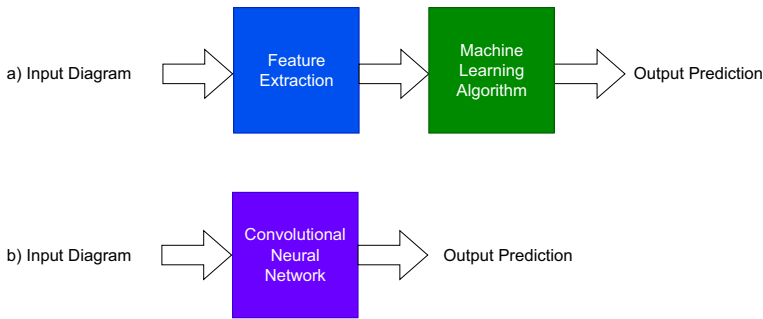 a) Input Diagram
Feature
Extraction
Machine
Learning
Algorithm
Output Prediction
b) Input Diagram
Convolutional
Neural
Network
Output Prediction